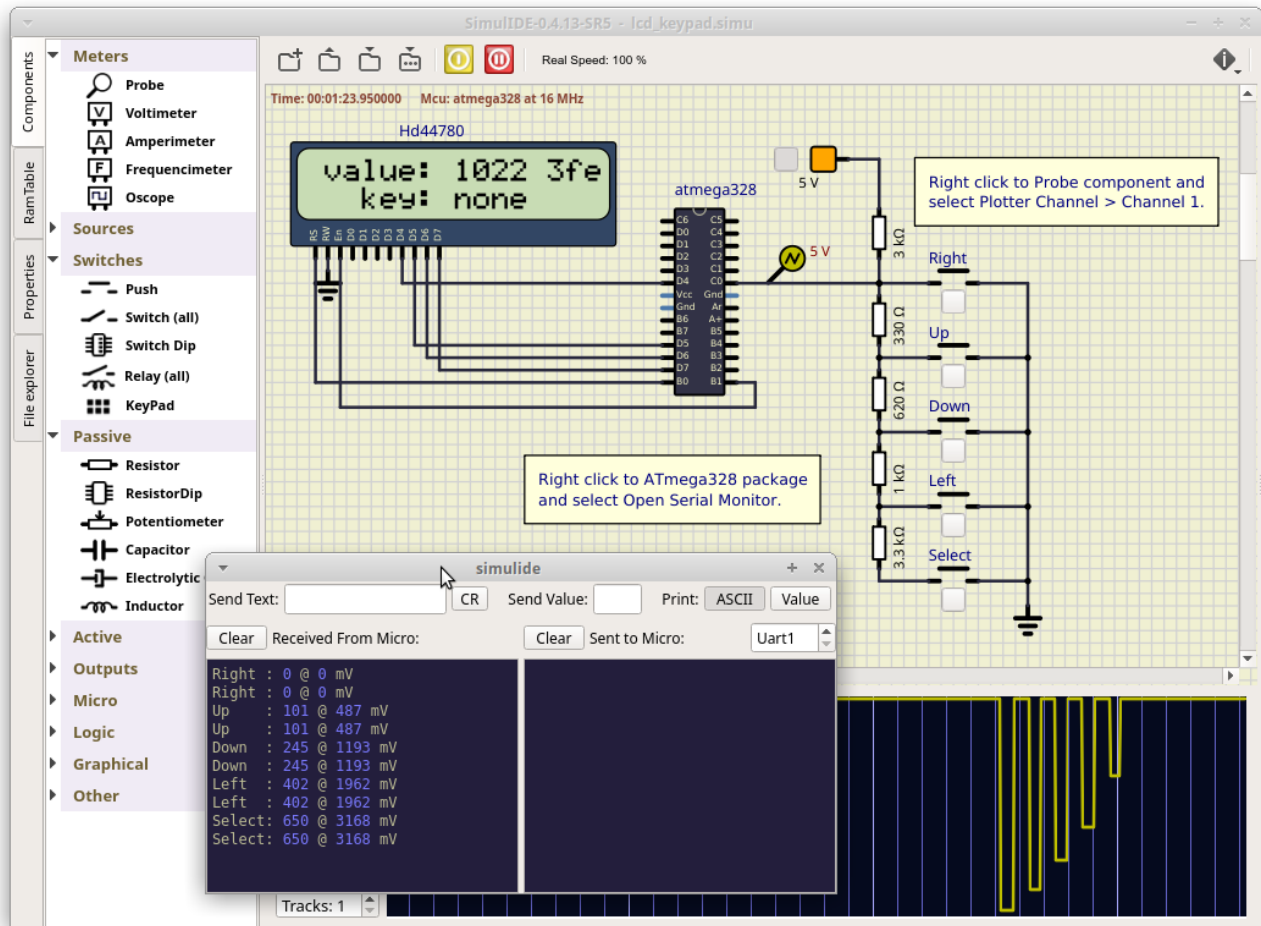 SimulIDE-0.4.13-SR5 - lcd_keypad.simu
Components
RamTable
Properties
File explorer
Meters
Probe
Voltimeter
Amperimeter
Frequencimeter
Oscope
Sources
Switches
Push
Switch (all)
Switch Dip
Relay (all)
KeyPad
Passive
Resistor
ResistorDip
Potentiometer
Capacitor
Electrolytic
Inductor
Active
Outputs
Micro
Logic
Graphical
Other
Real Speed: 100 %
Time: 00:01:23.950000 Mcu: atmega328 at 16 MHz
Hd44780
value: 1022 3fe
key: none
RS RW En D0 D1 D2 D3 D4 D5 D6 D7
atmega328
C6 C5
D0 C4
D1 C3
D2 C2
D3 C1
D4 C0
Vcc Gnd
Gnd Ar
B6 A+
B7 B5
D5 B4
D6 B3
D7 B2
B0 B1
5 V
5 V
Right click to Probe component and
select Plotter Channel > Channel 1.
3 kΩ
Right
330 Ω
Up
620 Ω
Down
1 kΩ
Left
3.3 kΩ
Select
Right click to ATmega328 package
and select Open Serial Monitor.
simulide
Send Text: CR Send Value: Print: ASCII Value
Clear Received From Micro: Clear Sent to Micro: Uart1
Right : 0 @ 0 mV
Right : 0 @ 0 mV
Up : 101 @ 487 mV
Up : 101 @ 487 mV
Down : 245 @ 1193 mV
Down : 245 @ 1193 mV
Left : 402 @ 1962 mV
Left : 402 @ 1962 mV
Select: 650 @ 3168 mV
Select: 650 @ 3168 mV
Tracks: 1